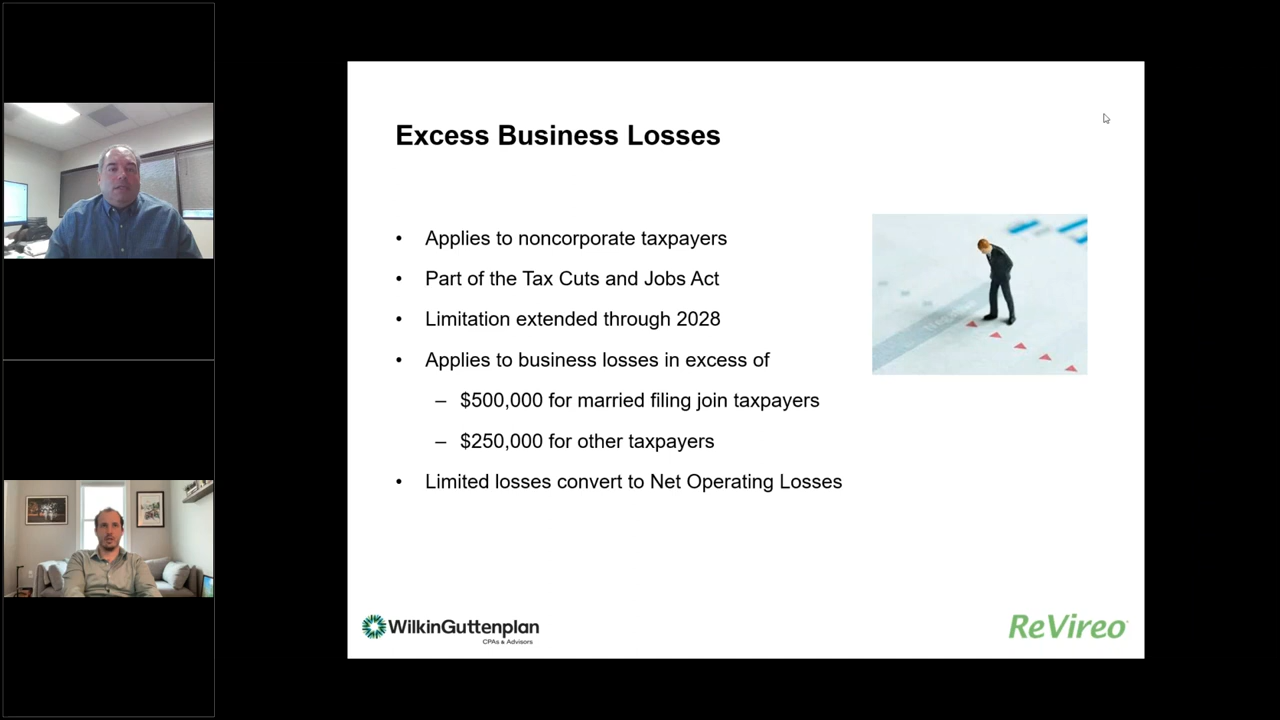 Excess Business Losses
• Applies to noncorporate taxpayers
• Part of the Tax Cuts and Jobs Act
• Limitation extended through 2028
• Applies to business losses in excess of
– $500,000 for married filing join taxpayers
– $250,000 for other taxpayers
• Limited losses convert to Net Operating Losses
WilkinGuttenplan
CPAs & Advisors
ReVireo